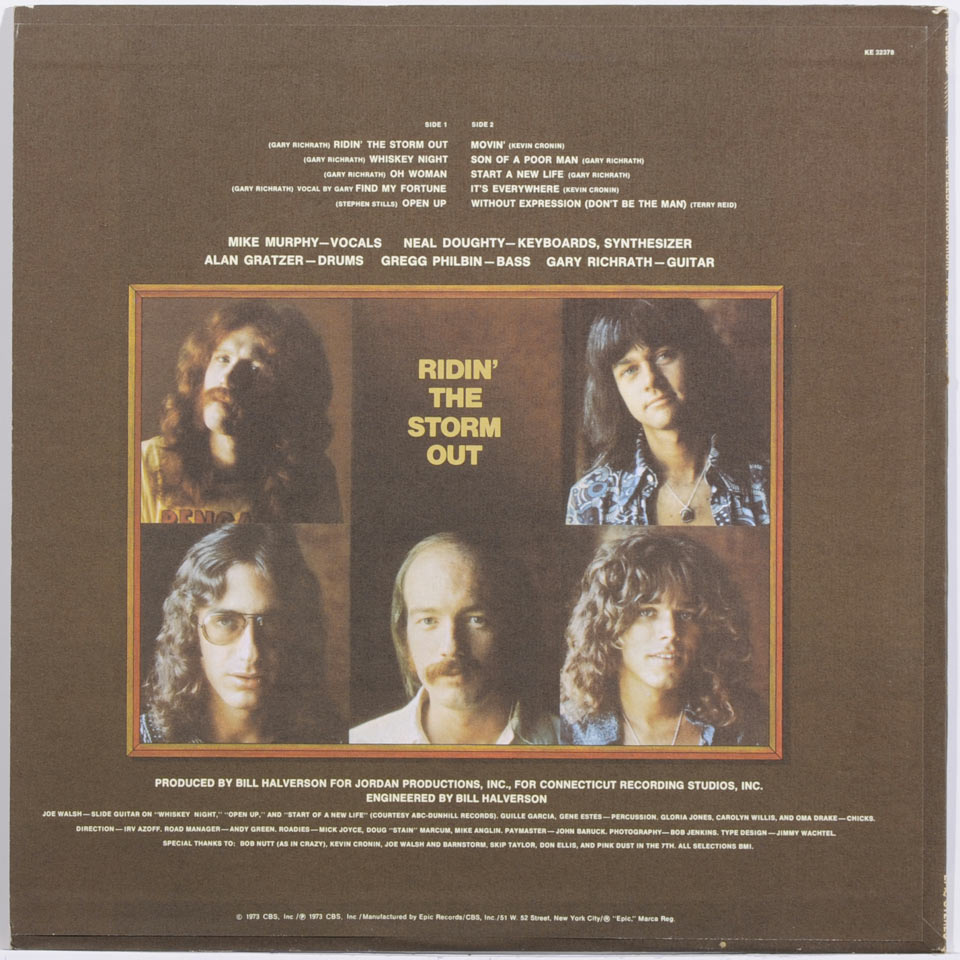 KE 32378
SIDE 1
(GARY RICHRATH) RIDIN' THE STORM OUT
(GARY RICHRATH) WHISKEY NIGHT
(GARY RICHRATH) OH WOMAN
(GARY RICHRATH) VOCAL BY GARY FIND MY FORTUNE
(STEPHEN STILLS) OPEN UP
SIDE 2
MOVIN' (KEVIN CRONIN)
SON OF A POOR MAN (GARY RICHRATH)
START A NEW LIFE (GARY RICHRATH)
IT'S EVERYWHERE (KEVIN CRONIN)
WITHOUT EXPRESSION (DON'T BE THE MAN) (TERRY REID)
MIKE MURPHY—VOCALS NEAL DOUGHTY—KEYBOARDS, SYNTHESIZER
ALAN GRATZER—DRUMS GREGG PHILBIN—BASS GARY RICHRATH—GUITAR
RIDIN'
THE
STORM
OUT
PRODUCED BY BILL HALVERSON FOR JORDAN PRODUCTIONS, INC., FOR CONNECTICUT RECORDING STUDIOS, INC.
ENGINEERED BY BILL HALVERSON
JOE WALSH—SLIDE GUITAR ON "WHISKEY NIGHT," "OPEN UP," AND "START OF A NEW LIFE" (COURTESY ABC-DUNHILL RECORDS). GUILLE GARCIA, GENE ESTES—PERCUSSION. GLORIA JONES, CAROLYN WILLIS, AND OMA DRAKE—CHICKS.
DIRECTION—IRV AZOFF. ROAD MANAGER—ANDY GREEN. ROADIES—MICK JOYCE, DOUG "STAIN" MARCUM, MIKE ANGLIN. PAYMASTER—JOHN BARUCK. PHOTOGRAPHY—BOB JENKINS. TYPE DESIGN—JIMMY WACHTEL.
SPECIAL THANKS TO: BOB NUTT (AS IN CRAZY), KEVIN CRONIN, JOE WALSH AND BARNSTORM, SKIP TAYLOR, DON ELLIS, AND PINK DUST IN THE 7TH. ALL SELECTIONS BMI.
© 1973 CBS, Inc /℗ 1973 CBS, Inc /Manufactured by Epic Records/CBS, Inc./51 W. 52 Street, New York City/® "Epic," Marca Reg.